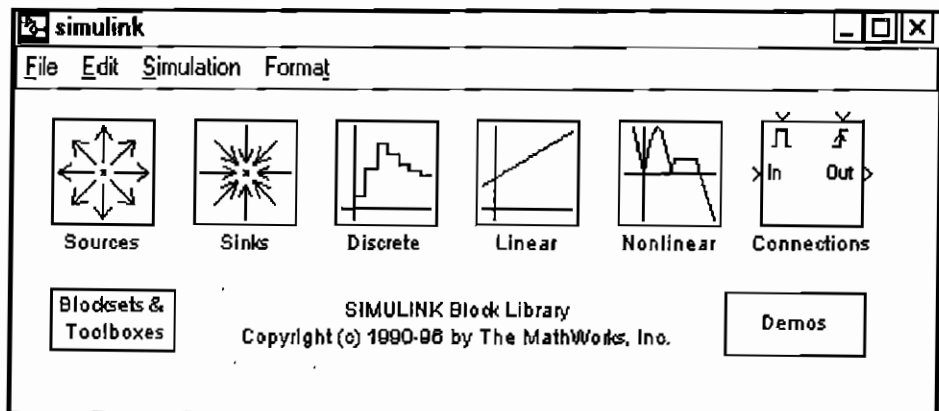 simulink
File Edit Simulation Format
In Out
Sources Sinks Discrete Linear Nonlinear Connections
Blocksets &
Toolboxes
SIMULINK Block Library
Copyright (c) 1990-96 by The MathWorks, Inc.
Demos